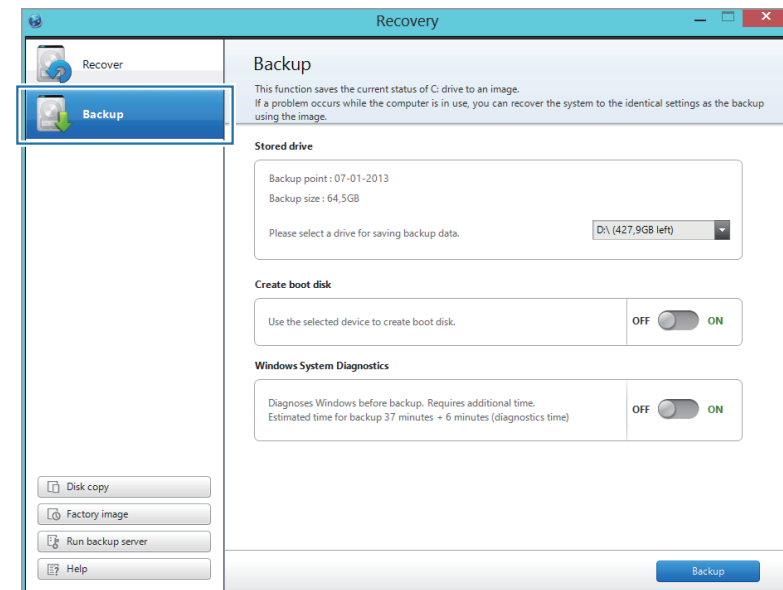 Recovery
Recover
Backup
Backup
This function saves the current status of C: drive to an image.
If a problem occurs while the computer is in use, you can recover the system to the identical settings as the backup
using the image.
Stored drive
Backup point : 07-01-2013
Backup size : 64,5GB
Please select a drive for saving backup data.
D:\ (427,9GB left)
Create boot disk
Use the selected device to create boot disk.
OFF ON
Windows System Diagnostics
Diagnoses Windows before backup. Requires additional time.
Estimated time for backup 37 minutes + 6 minutes (diagnostics time)
OFF ON
Disk copy
Factory image
Run backup server
Help
Backup